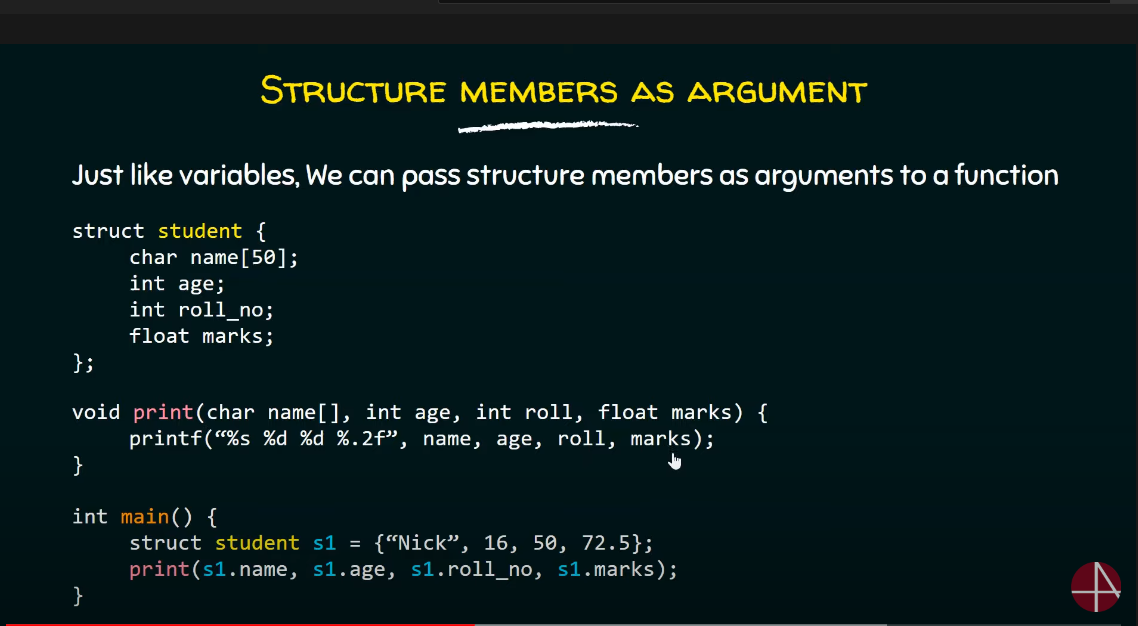 STRUCTURE MEMBERS AS ARGUMENT
Just like variables, We can pass structure members as arguments to a function
struct student {
char name[50];
int age;
int roll_no;
float marks;
};
void print(char name[], int age, int roll, float marks) {
printf(“%s %d %d %.2f”, name, age, roll, marks);
}
int main() {
struct student s1 = {“Nick”, 16, 50, 72.5};
print(s1.name, s1.age, s1.roll_no, s1.marks);
}